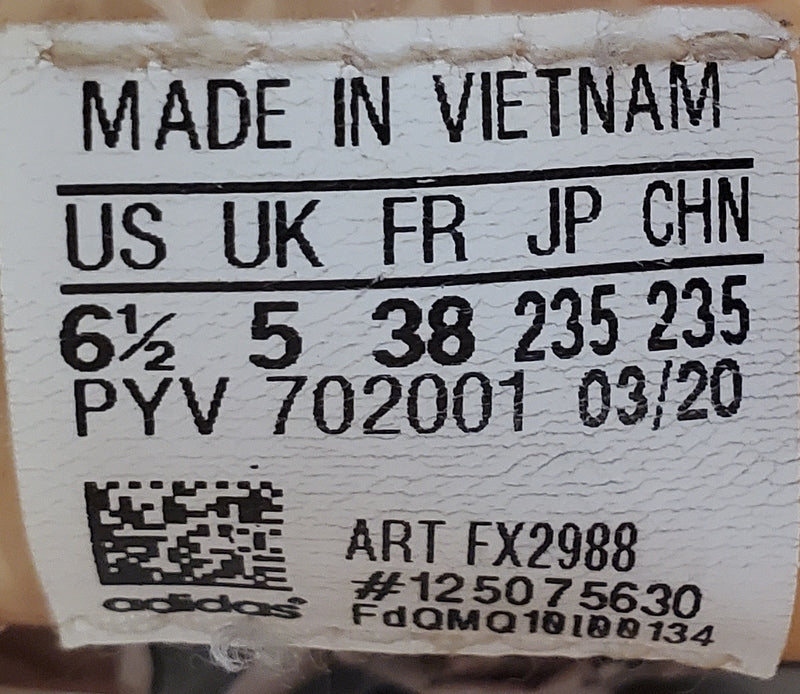 MADE IN VIETNAM
US UK FR JP CHN
6½ 5 38 235 235
PYV 702001 03/20
ART FX2988
#125075630
adidas